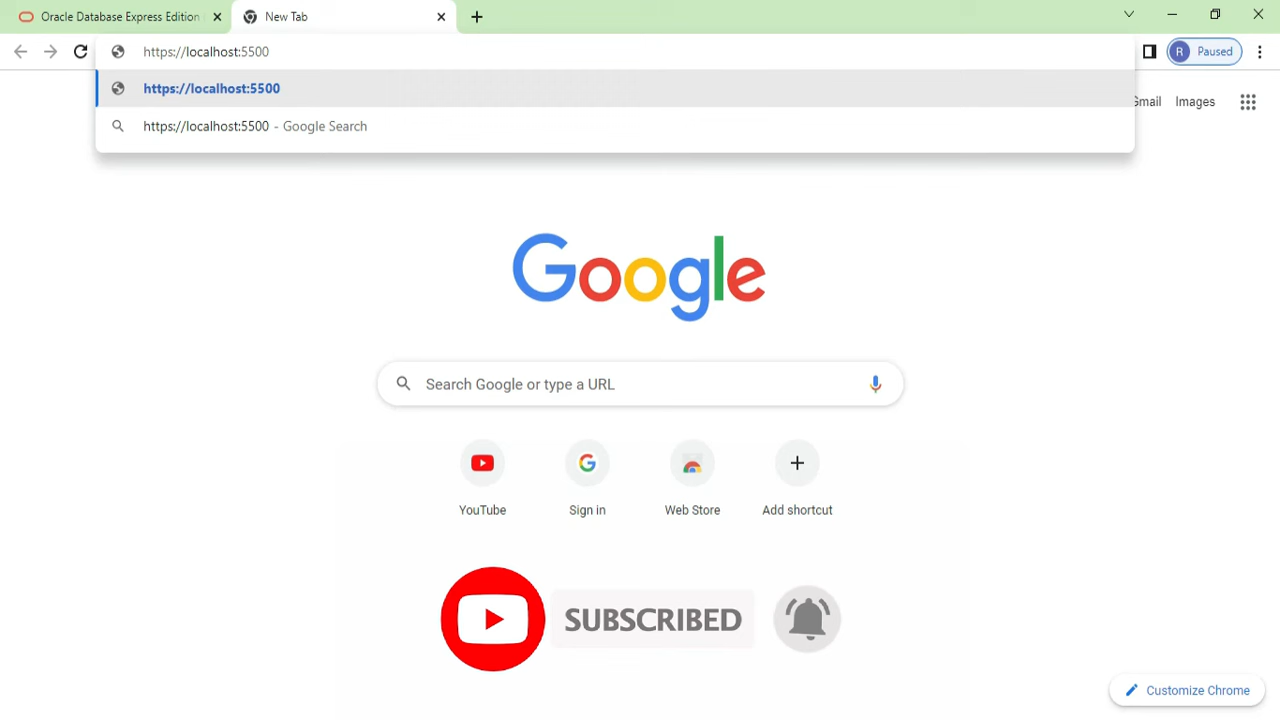 Oracle Database Express Edition
New Tab
https://localhost:5500
R Paused
https://localhost:5500
https://localhost:5500 - Google Search
Gmail Images
Google
Search Google or type a URL
YouTube Sign in Web Store Add shortcut
SUBSCRIBED
Customize Chrome